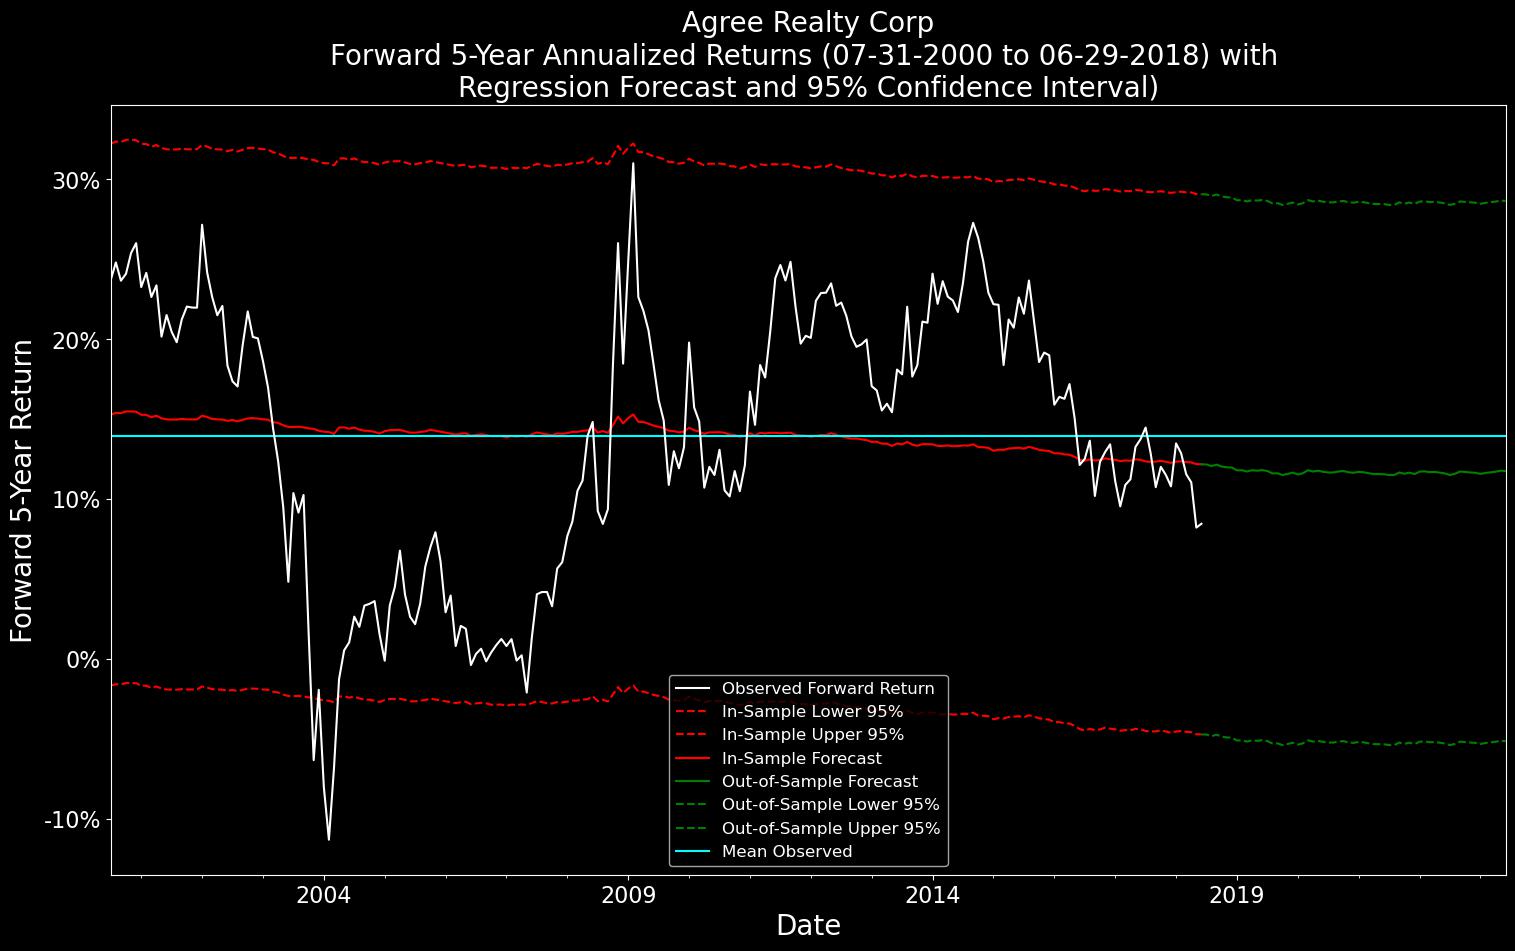 Agree Realty Corp
Forward 5-Year Annualized Returns (07-31-2000 to 06-29-2018) with
Regression Forecast and 95% Confidence Interval)
Forward 5-Year Return
30%
20%
10%
0%
-10%
Observed Forward Return
In-Sample Lower 95%
In-Sample Upper 95%
In-Sample Forecast
Out-of-Sample Forecast
Out-of-Sample Lower 95%
Out-of-Sample Upper 95%
Mean Observed
2004
2009
2014
2019
Date